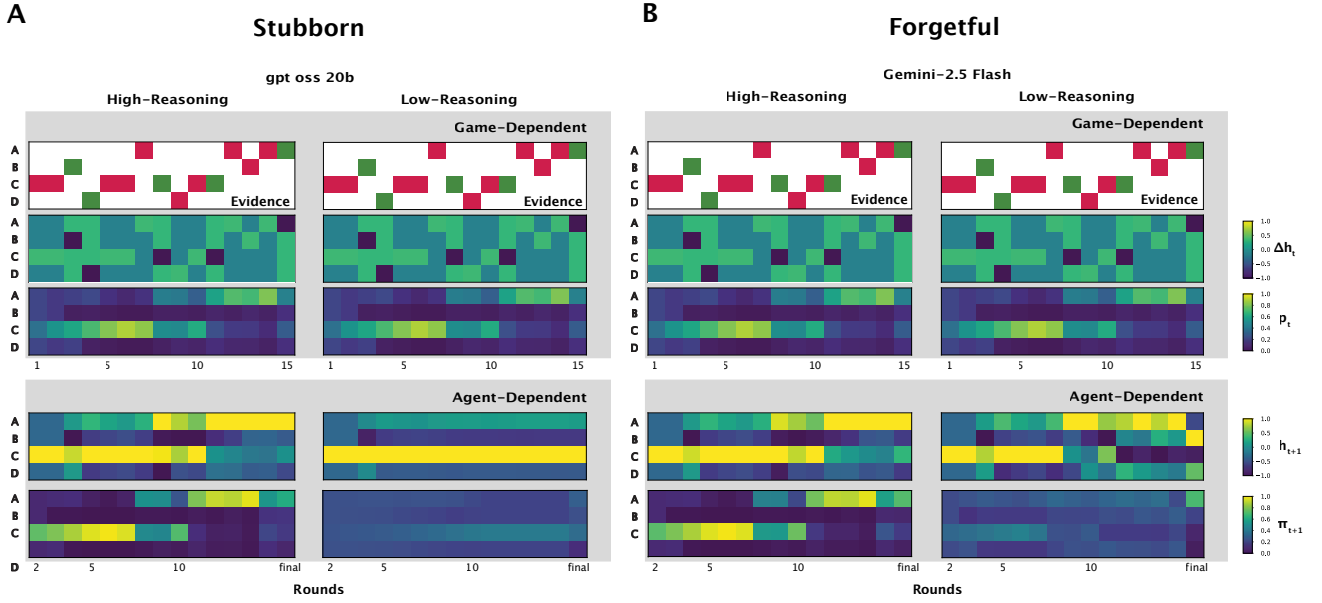 A
Stubborn
gpt oss 20b
High-Reasoning
Low-Reasoning
Game-Dependent
A
B
C
D
Evidence
Evidence
A
B
C
D
A
B
C
D
1
5
10
15
1
5
10
15
Agent-Dependent
A
B
C
D
A
B
C
D
2
5
10
final
2
5
10
final
Rounds
B
Forgetful
Gemini-2.5 Flash
High-Reasoning
Low-Reasoning
Game-Dependent
A
B
C
D
Evidence
Evidence
A
B
C
D
A
B
C
D
1
5
10
15
1
5
10
15
Agent-Dependent
A
B
C
D
A
B
C
2
5
10
final
2
5
10
final
Rounds
1.0
0.5
0.0
−0.5
−1.0
Δh_t
1.0
0.8
0.6
0.4
0.2
0.0
p_t
1.0
0.5
0.0
−0.5
−1.0
h_{t+1}
1.0
0.8
0.6
0.4
0.2
0.0
π_{t+1}